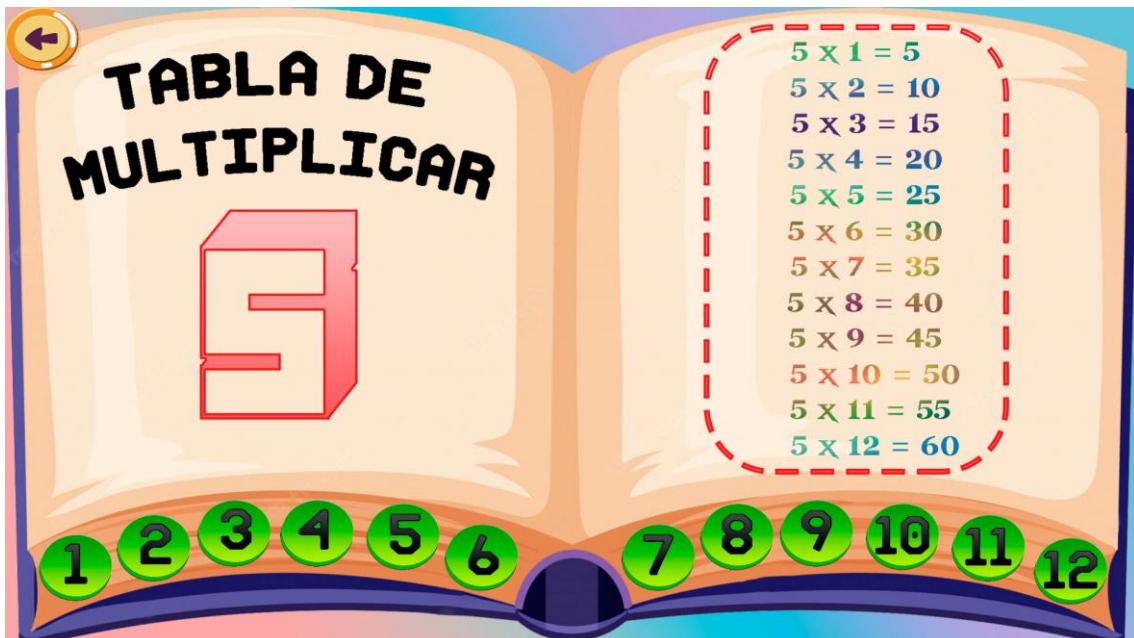 TABLA DE
MULTIPLICAR
5
5 x 1 = 5
5 x 2 = 10
5 x 3 = 15
5 x 4 = 20
5 x 5 = 25
5 x 6 = 30
5 x 7 = 35
5 x 8 = 40
5 x 9 = 45
5 x 10 = 50
5 x 11 = 55
5 x 12 = 60
1 2 3 4 5 6 7 8 9 10 11 12